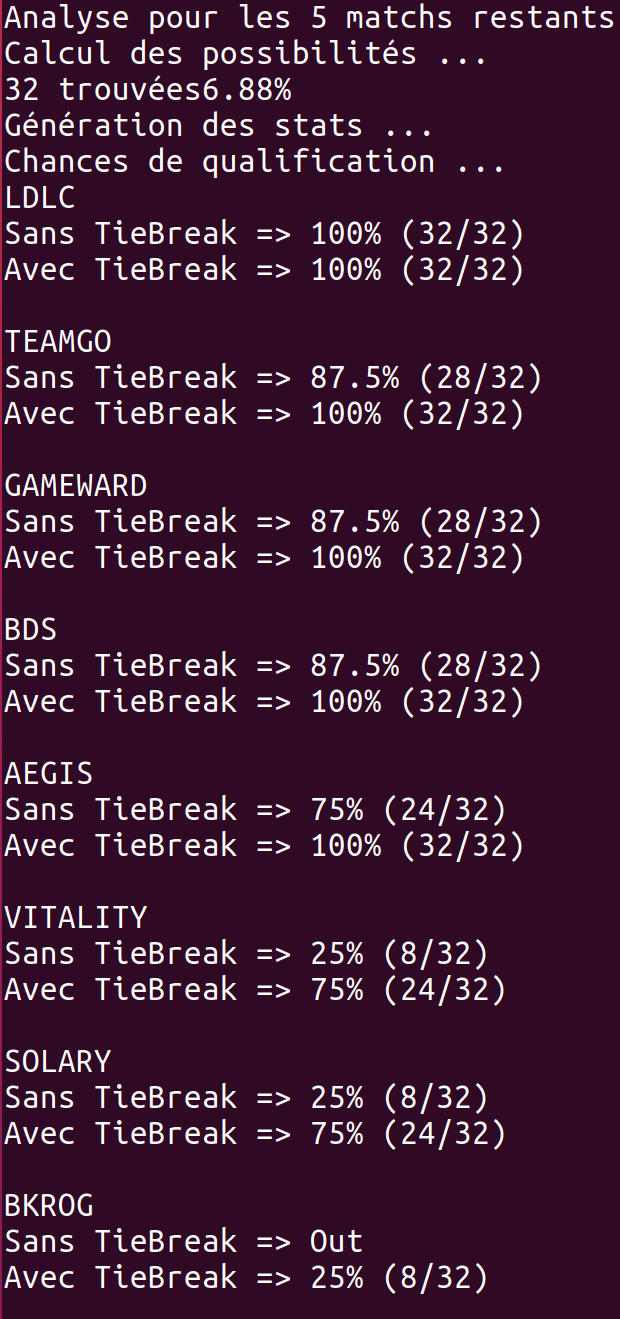 Analyse pour les 5 matchs restants
Calcul des possibilités ...
32 trouvées6.88%
Génération des stats ...
Chances de qualification ...
LDLC
Sans TieBreak => 100% (32/32)
Avec TieBreak => 100% (32/32)
TEAMGO
Sans TieBreak => 87.5% (28/32)
Avec TieBreak => 100% (32/32)
GAMEWARD
Sans TieBreak => 87.5% (28/32)
Avec TieBreak => 100% (32/32)
BDS
Sans TieBreak => 87.5% (28/32)
Avec TieBreak => 100% (32/32)
AEGIS
Sans TieBreak => 75% (24/32)
Avec TieBreak => 100% (32/32)
VITALITY
Sans TieBreak => 25% (8/32)
Avec TieBreak => 75% (24/32)
SOLARY
Sans TieBreak => 25% (8/32)
Avec TieBreak => 75% (24/32)
BKROG
Sans TieBreak => Out
Avec TieBreak => 25% (8/32)